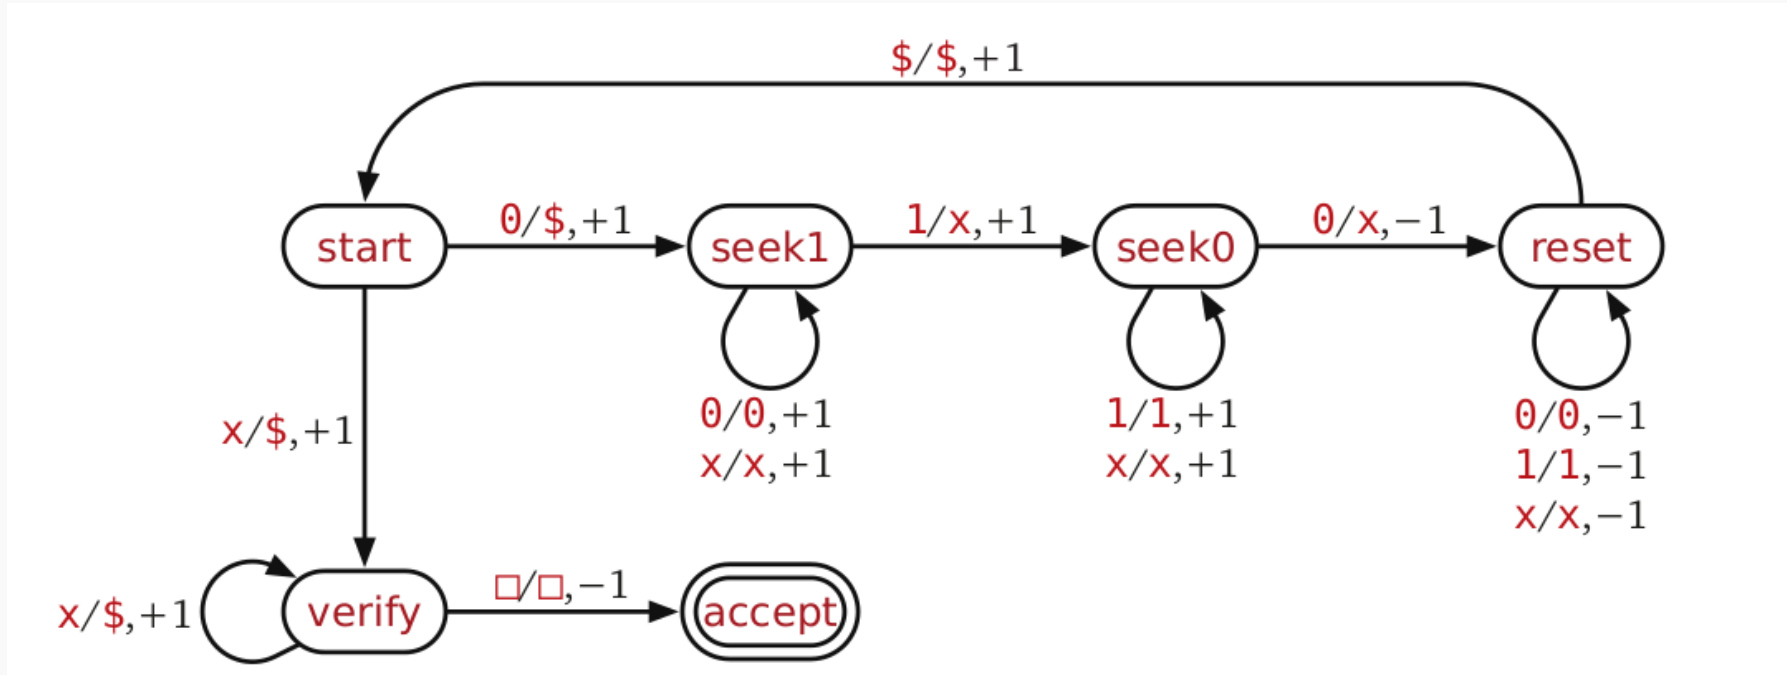 $/$,+1
start
0/$,+1
seek1
1/x,+1
seek0
0/x,−1
reset
0/0,+1
x/x,+1
1/1,+1
x/x,+1
0/0,−1
1/1,−1
x/x,−1
x/$,+1
x/$,+1
verify
□/□,−1
accept